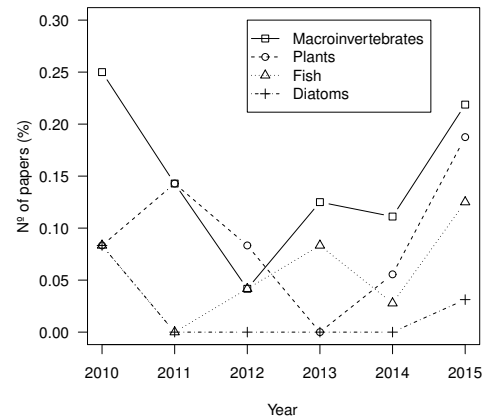 Nº of papers (%)
0.30
0.25
0.20
0.15
0.10
0.05
0.00
Macroinvertebrates
Plants
Fish
Diatoms
2010 2011 2012 2013 2014 2015
Year